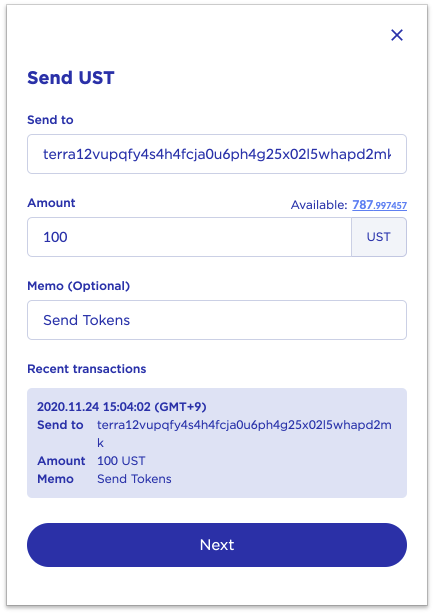 Send UST
Send to
terra12vupqfy4s4h4fcja0u6ph4g25x02l5whapd2mk
Amount
Available: 787.997457
100
UST
Memo (Optional)
Send Tokens
Recent transactions
2020.11.24 15:04:02 (GMT+9)
Send to terra12vupqfy4s4h4fcja0u6ph4g25x02l5whapd2m
k
Amount 100 UST
Memo Send Tokens
Next